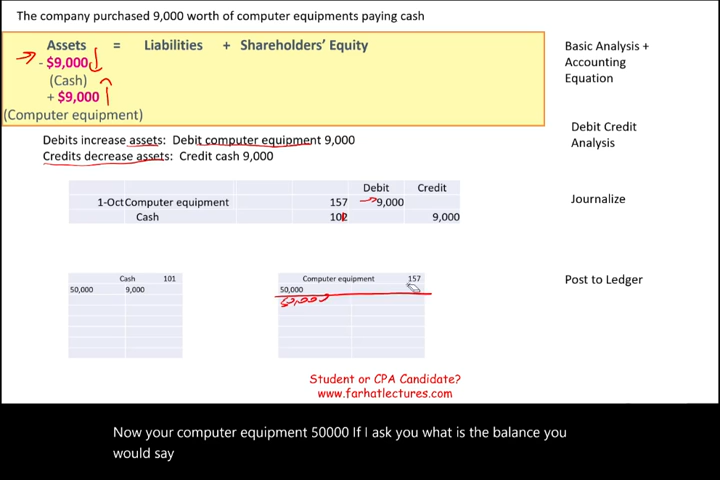 The company purchased 9,000 worth of computer equipments paying cash
Assets = Liabilities + Shareholders' Equity
- $9,000
(Cash)
+ $9,000
(Computer equipment)
Basic Analysis +
Accounting
Equation
Debit Credit
Analysis
Debits increase assets: Debit computer equipment 9,000
Credits decrease assets: Credit cash 9,000
Debit Credit
1-Oct Computer equipment 157 9,000
Cash 9,000
Journalize
Cash 101
50,000 9,000
Computer equipment 157
50,000
50,000
Post to Ledger
Student or CPA Candidate?
www.farhatlectures.com
Now your computer equipment 50000 If I ask you what is the balance you
would say